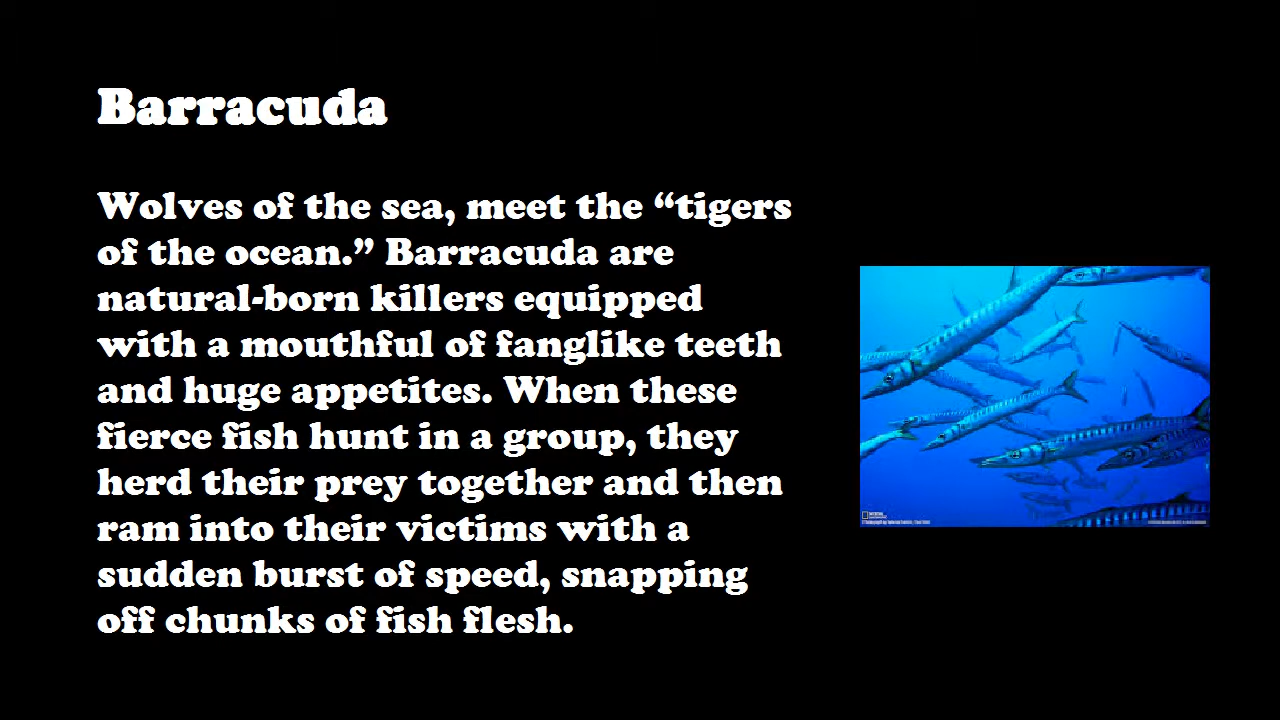 Barracuda
Wolves of the sea, meet the “tigers
of the ocean.” Barracuda are
natural-born killers equipped
with a mouthful of fanglike teeth
and huge appetites. When these
fierce fish hunt in a group, they
herd their prey together and then
ram into their victims with a
sudden burst of speed, snapping
off chunks of fish flesh.